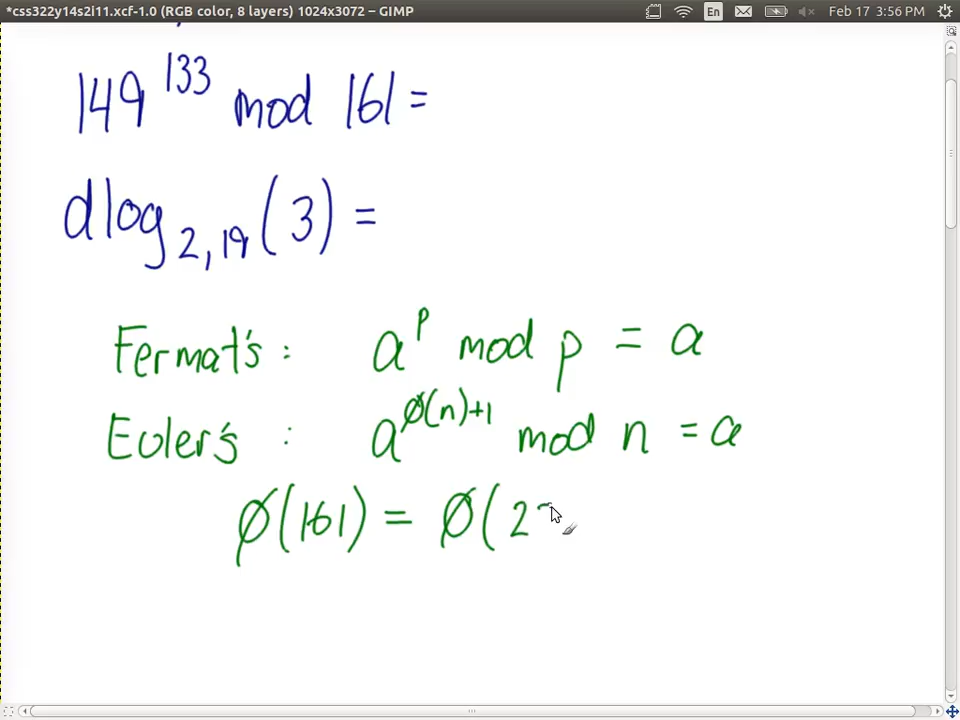 *css322y14s2i11.xcf-1.0 (RGB color, 8 layers) 1024x3072 – GIMP En Feb 17 3:56 PM
149^133 mod 161 =
dlog_2,19 (3) =
Fermat's : a^p mod p = a
Euler's : a^ø(n)+1 mod n = a
ø(161) = ø(2